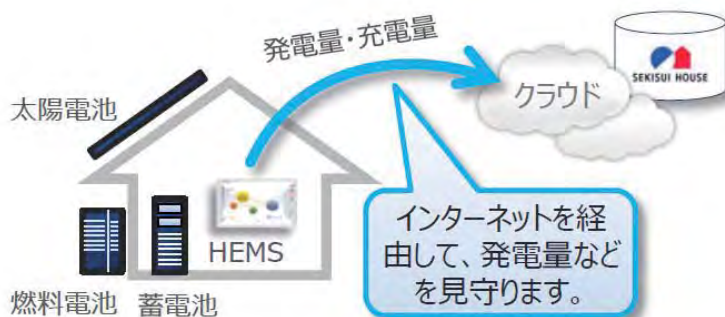 発電量・充電量
クラウド
SEKISUI HOUSE
太陽電池
HEMS
インターネットを経
由して、発電量など
を見守ります。
燃料電池
蓄電池